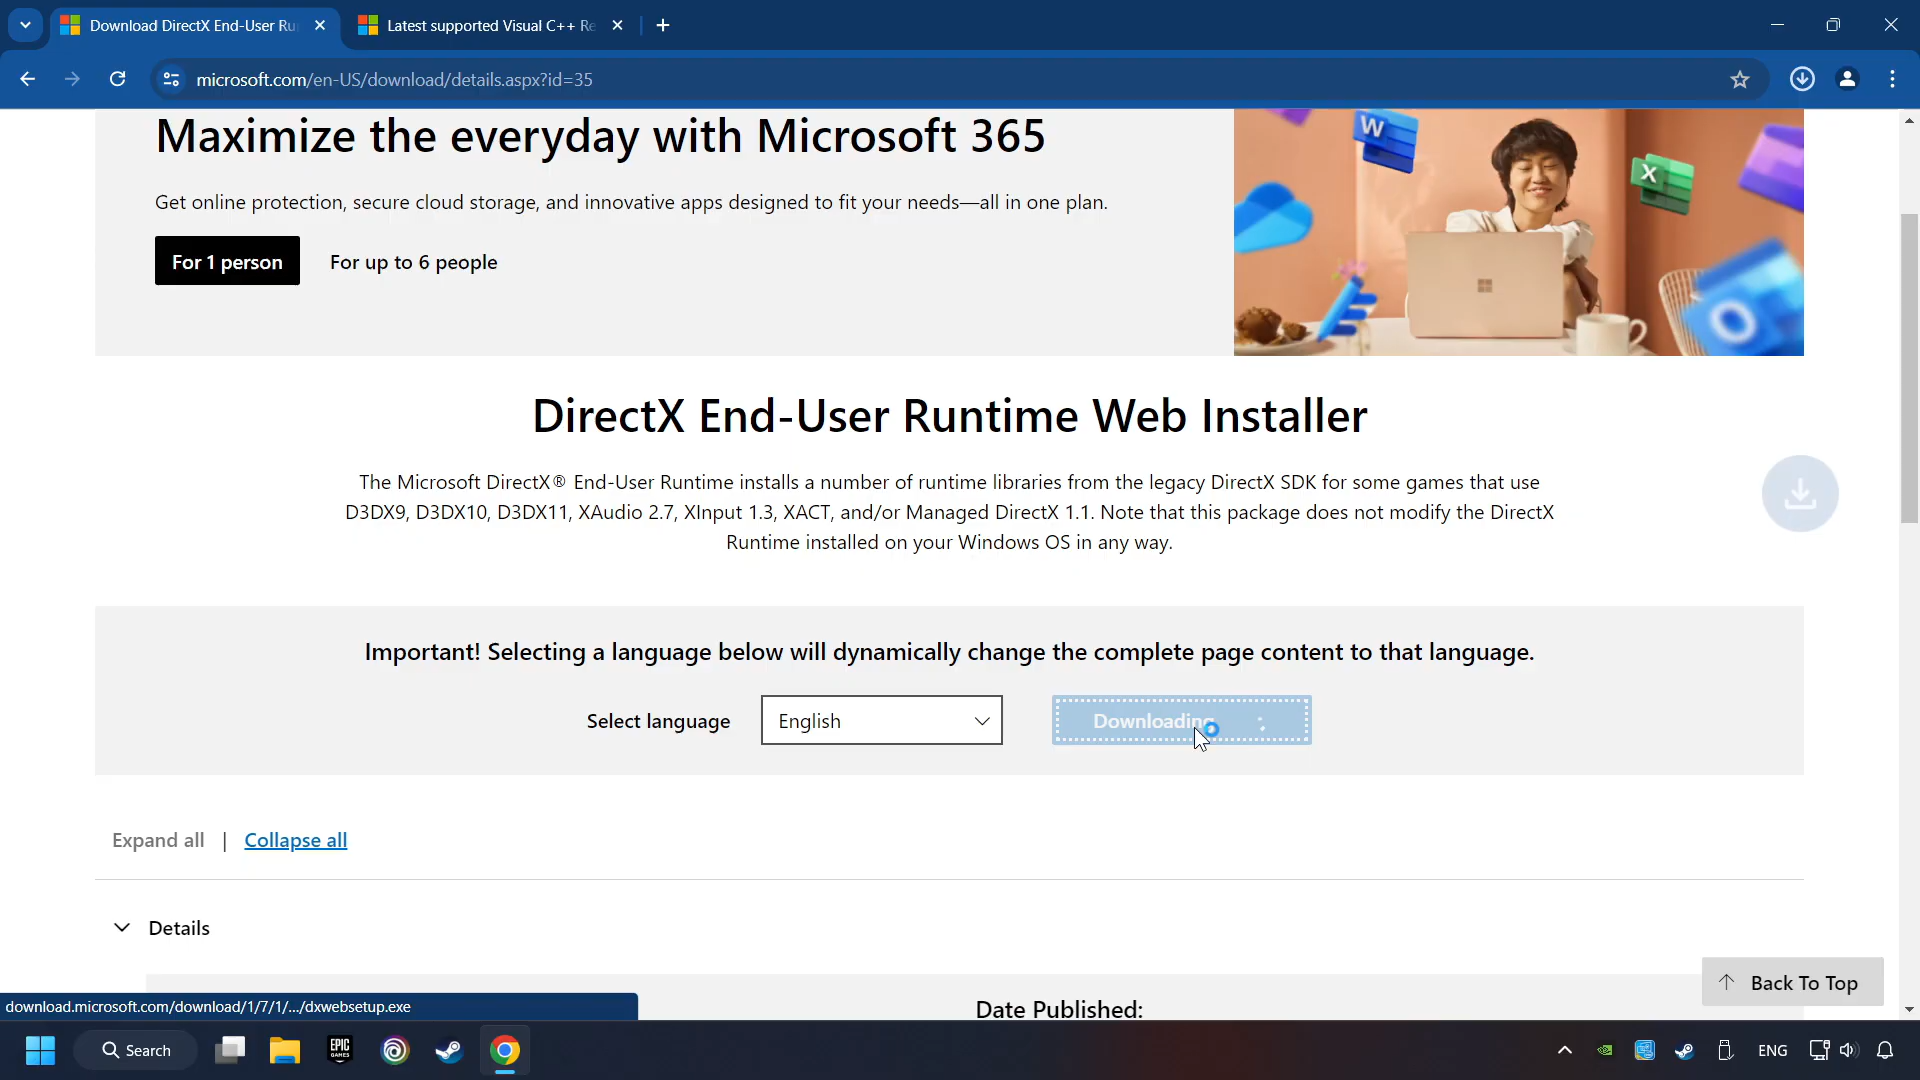 Download DirectX End-User Ru
Latest supported Visual C++ Re
microsoft.com/en-US/download/details.aspx?id=35
Maximize the everyday with Microsoft 365
Get online protection, secure cloud storage, and innovative apps designed to fit your needs—all in one plan.
For 1 person
For up to 6 people
W
X
O
DirectX End-User Runtime Web Installer
The Microsoft DirectX® End-User Runtime installs a number of runtime libraries from the legacy DirectX SDK for some games that use
D3DX9, D3DX10, D3DX11, XAudio 2.7, XInput 1.3, XACT, and/or Managed DirectX 1.1. Note that this package does not modify the DirectX
Runtime installed on your Windows OS in any way.
Important! Selecting a language below will dynamically change the complete page content to that language.
Select language
English
Downloading
Expand all | Collapse all
Details
Back To Top
Date Published:
download.microsoft.com/download/1/7/1/.../dxwebsetup.exe
Search
EPIC
GAMES
ENG